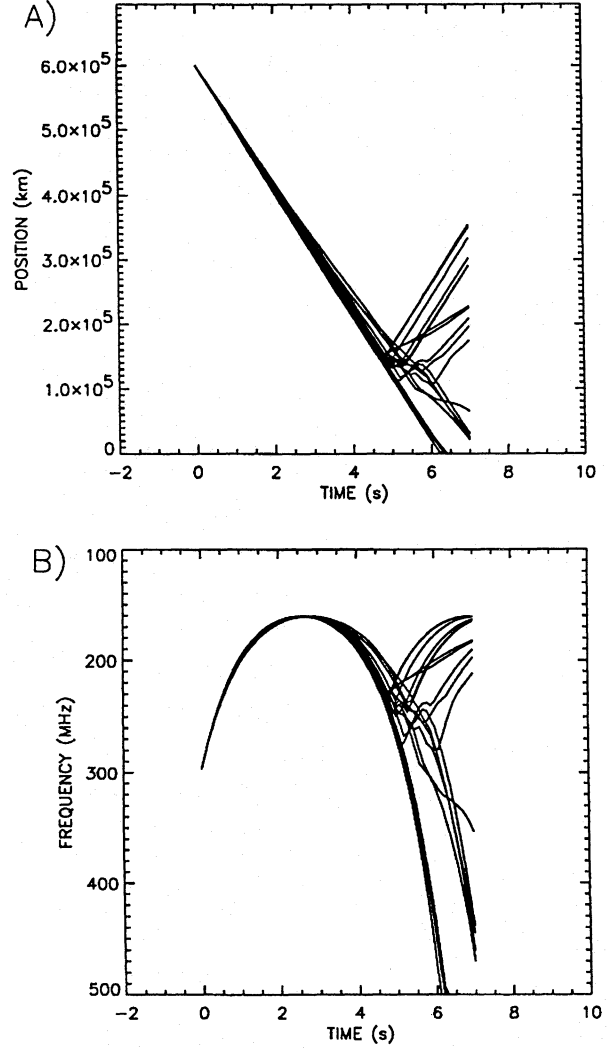 A)
6.0×10⁵
5.0×10⁵
4.0×10⁵
3.0×10⁵
2.0×10⁵
1.0×10⁵
0
POSITION (km)
−2 0 2 4 6 8 10
TIME (s)
B)
100
200
300
400
500
FREQUENCY (MHz)
−2 0 2 4 6 8 10
TIME (s)